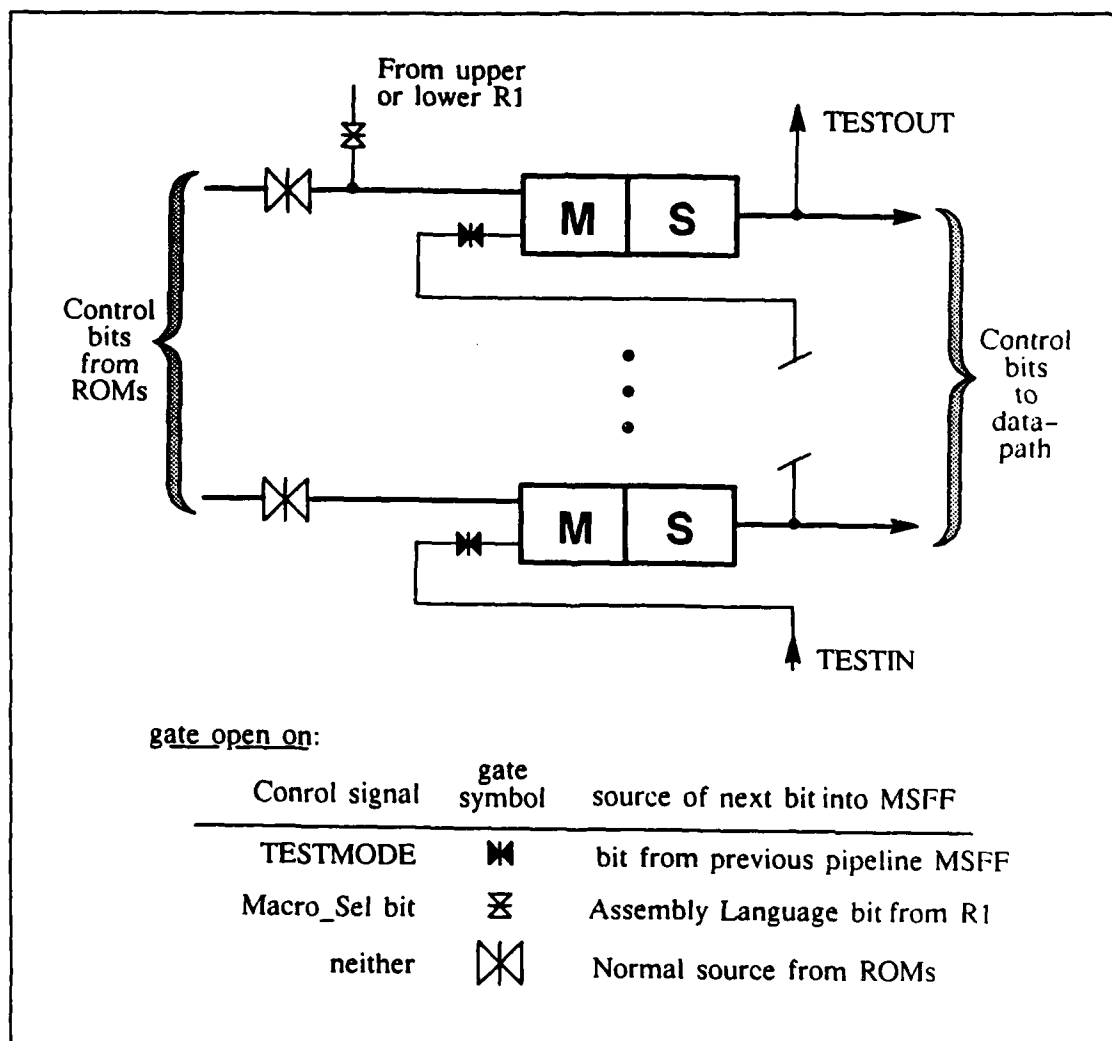 From upper
or lower R1
TESTOUT
M S
Control
bits
from
ROMs
Control
bits
to
data-
path
M S
TESTIN
gate open on:
Conrol signal gate symbol source of next bit into MSFF
TESTMODE bit from previous pipeline MSFF
Macro_Sel bit Assembly Language bit from R1
neither Normal source from ROMs